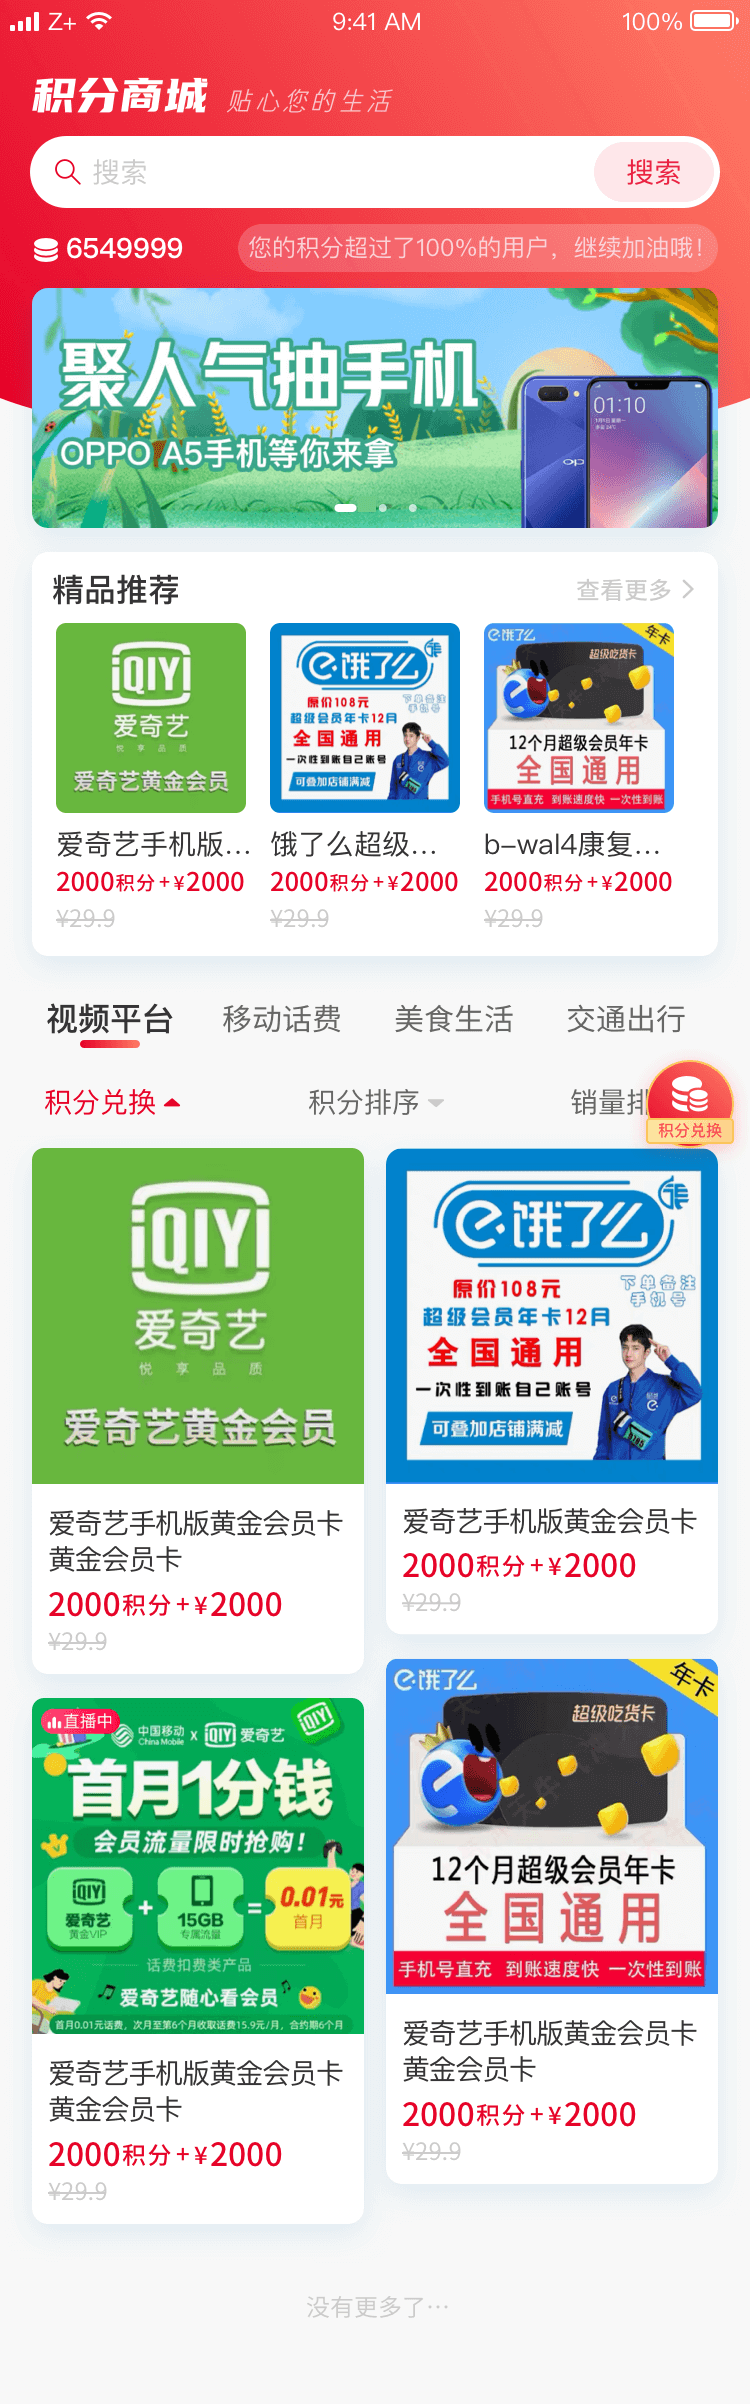 Z+ 9:41 AM 100%
积分商城 贴心您的生活
搜索 搜索
6549999 您的积分超过了100%的用户，继续加油哦！
聚人气抽手机
OPPO A5手机等你来拿
01:10
精品推荐 查看更多
iQIYI
爱奇艺
悦享品质
爱奇艺黄金会员
饿了么
原价108元
下单备注
手机号
超级会员年卡12月
全国通用
一次性到账自己账号
可叠加店铺满减
饿了么
年卡
超级吃货卡
12个月超级会员年卡
全国通用
手机号直充 到账速度快 一次性到账
爱奇艺手机版... 饿了么超级... b-wal4康复...
2000积分+¥2000 2000积分+¥2000 2000积分+¥2000
¥29.9 ¥29.9 ¥29.9
视频平台 移动话费 美食生活 交通出行
积分兑换 积分排序 销量排
积分兑换
iQIYI
爱奇艺
悦享品质
爱奇艺黄金会员
爱奇艺手机版黄金会员卡
黄金会员卡
2000积分+¥2000
¥29.9
饿了么
原价108元
下单备注
手机号
超级会员年卡12月
全国通用
一次性到账自己账号
可叠加店铺满减
爱奇艺手机版黄金会员卡
2000积分+¥2000
¥29.9
直播中
中国移动
China Mobile
x iQIYI 爱奇艺
iQIYI
首月1分钱
会员流量限时抢购！
iQIYI
爱奇艺
黄金VIP
+
15GB
专属流量
=
0.01元
首月
话费扣费类产品
爱奇艺随心看会员
首月0.01元话费，次月至第6个月收取话费15.9元/月，合约期6个月
爱奇艺手机版黄金会员卡
黄金会员卡
2000积分+¥2000
¥29.9
饿了么
年卡
超级吃货卡
12个月超级会员年卡
全国通用
手机号直充 到账速度快 一次性到账
爱奇艺手机版黄金会员卡
黄金会员卡
2000积分+¥2000
¥29.9
没有更多了...